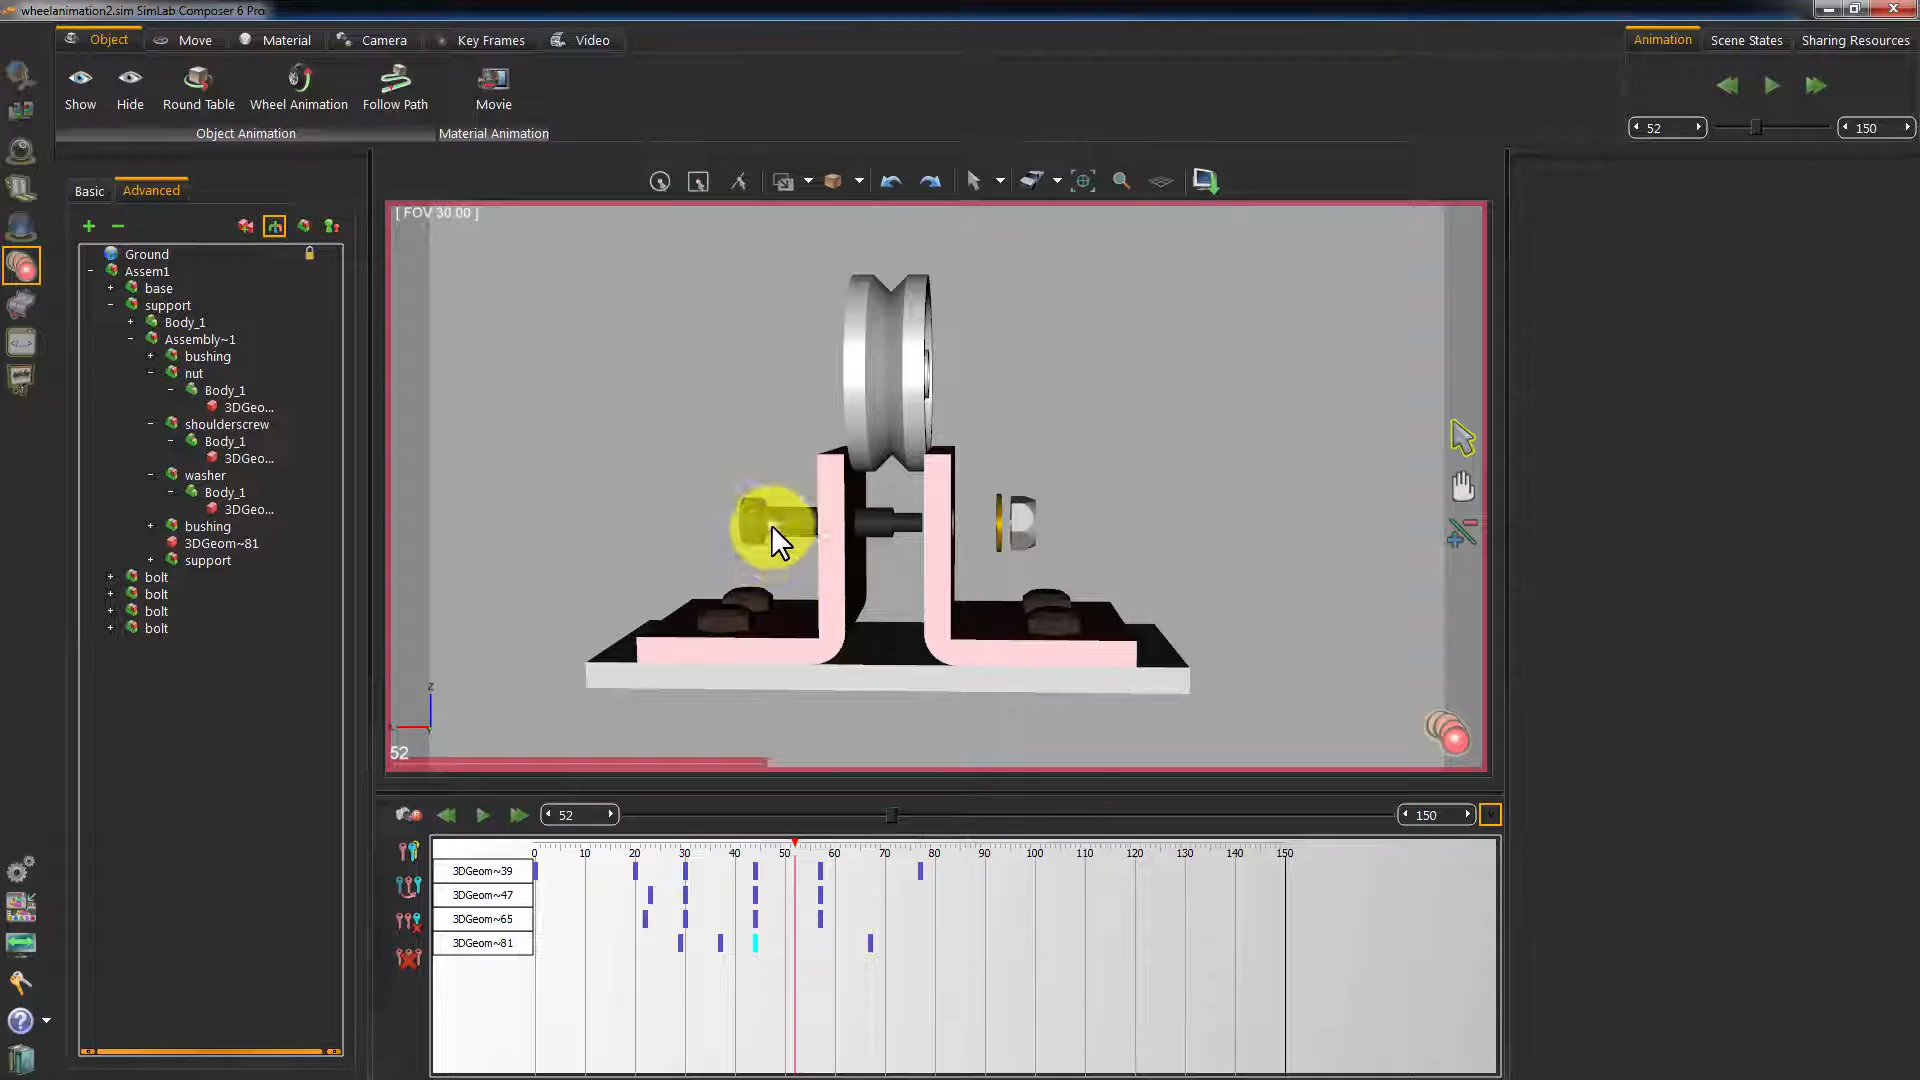 wheelanimation2.sim SimLab Composer 6 Pro
Object Move Material Camera Key Frames Video
Animation Scene States Sharing Resources
Show Hide Round Table Wheel Animation Follow Path Movie
Object Animation Material Animation
52 150
Basic Advanced
[ FOV 30.00 ]
Ground
Assem1
base
support
Body_1
Assembly~1
bushing
nut
Body_1
3DGeo...
shoulderscrew
Body_1
3DGeo...
washer
Body_1
3DGeo...
bushing
3DGeom~81
support
bolt
bolt
bolt
bolt
Z
X
52
52 150
0 10 20 30 40 50 60 70 80 90 100 110 120 130 140 150
3DGeom~39
3DGeom~47
3DGeom~65
3DGeom~81